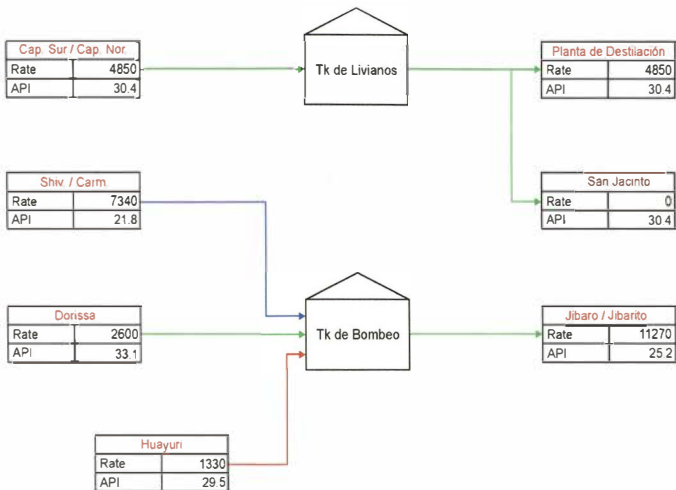 Cap. Sur / Cap. Nor.
Rate 4850
API 30.4
Tk de Livianos
Planta de Destilación
Rate 4850
API 30.4
Shiv. / Carm.
Rate 7340
API 21.8
San Jacinto
Rate 0
API 30.4
Dorissa
Rate 2600
API 33.1
Tk de Bombeo
Jibaro / Jibarito
Rate 11270
API 25.2
Huayuri
Rate 1330
API 29.5